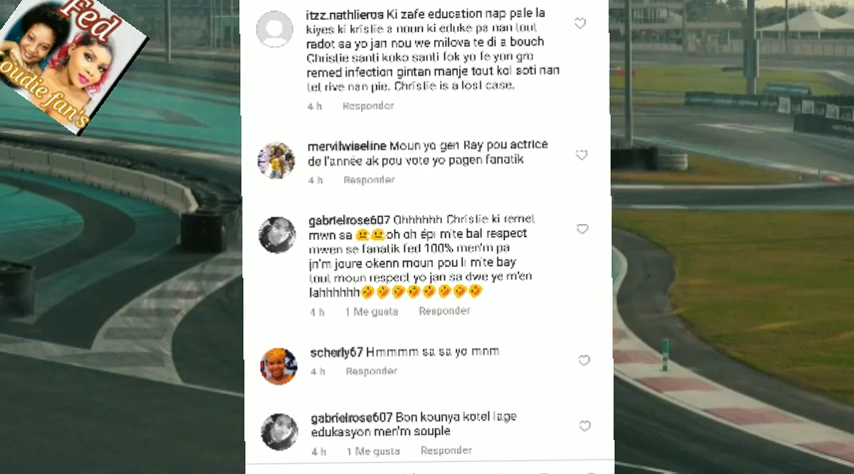 Fed
oudie fan's
itzz.nathlieros Ki zafe education nap pale la
kiyes ki krislie a noun ki eduke pa nan tout
radot sa yo jan nou we milova te di a bouch
Christie santi koko santi fok yo fe yon gro
remed infection gintan manje tout kol soti nan
tet rive nan pie. Christie is a lost case.
4 h Responder
mervilwiseline Moun yo gen Ray pou actrice
de l'année ak pou vote yo pagen fanatik
4 h Responder
gabrielrose607 Ohhhhhh Christie ki remel
mwn sa 😐😐oh oh épi m'te bal respect
mwen se fanatik fed 100% men'm pa
jn'm joure okenn moun pou li m'te bay
tout moun respect yo jan sa dwe ye m'en
lahhhhhh🤣🤣🤣🤣🤣🤣🤣🤣
4 h 1 Me gusta Responder
scherly67 Hmmmm sa sa yo mnm
4 h Responder
gabrielrose607 Bon kounya kotel lage
edukasyon men'm souple
4 h 1 Me gusta Responder